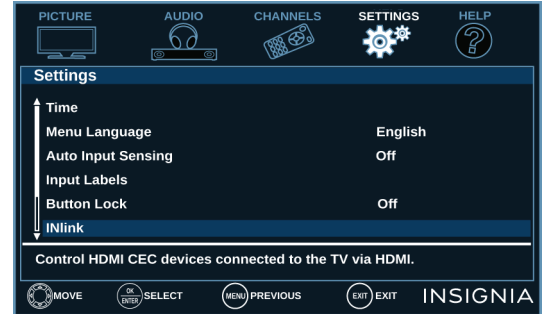 PICTURE AUDIO CHANNELS SETTINGS HELP
Settings
Time
Menu Language English
Auto Input Sensing Off
Input Labels
Button Lock Off
INlink
Control HDMI CEC devices connected to the TV via HDMI.
MOVE OK ENTER SELECT MENU PREVIOUS EXIT EXIT INSIGNIA